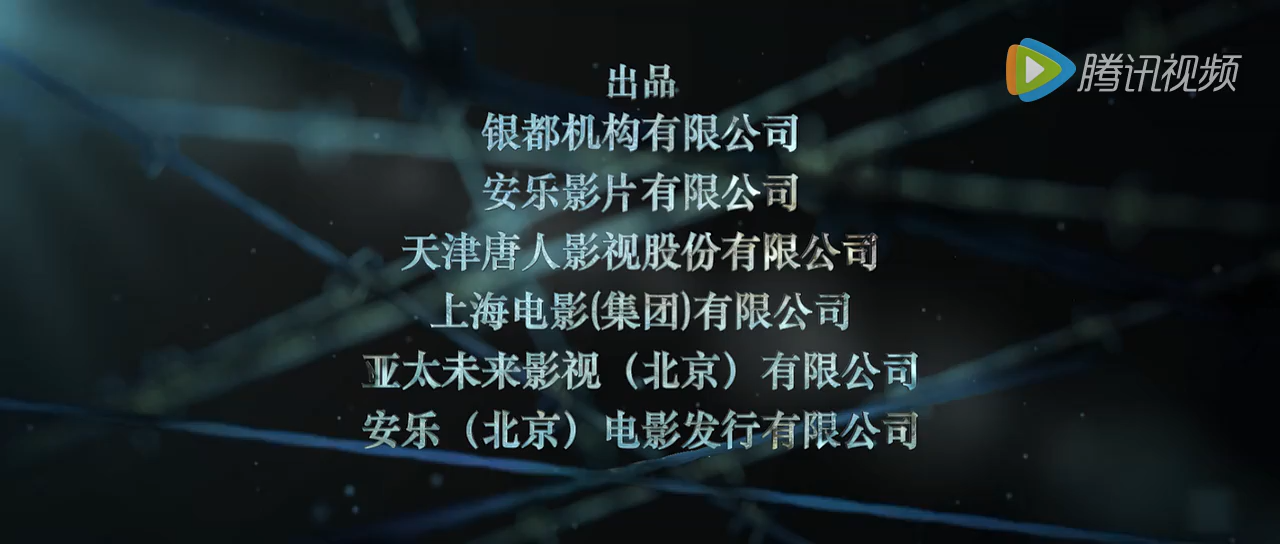 腾讯视频
出品
银都机构有限公司
安乐影片有限公司
天津唐人影视股份有限公司
上海电影(集团)有限公司
亚太未来影视（北京）有限公司
安乐（北京）电影发行有限公司